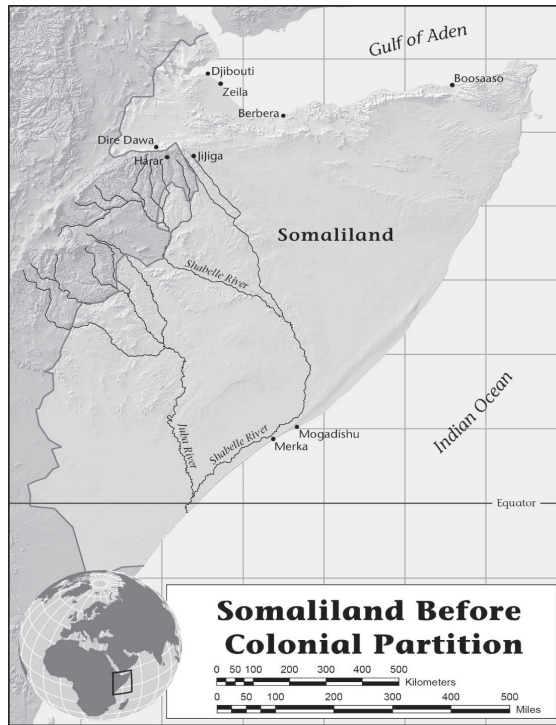 Gulf of Aden
Djibouti
Zeila
Boosaaso
Berbera
Dire Dawa
Harar
JiJiga
Somaliland
Shabelle River
Indian Ocean
Juba River
Shabelle River
Mogadishu
Merka
Equator
Somaliland Before
Colonial Partition
0 50 100 200 300 400 500
Kilometers
0 50 100 200 300 400 500
Miles